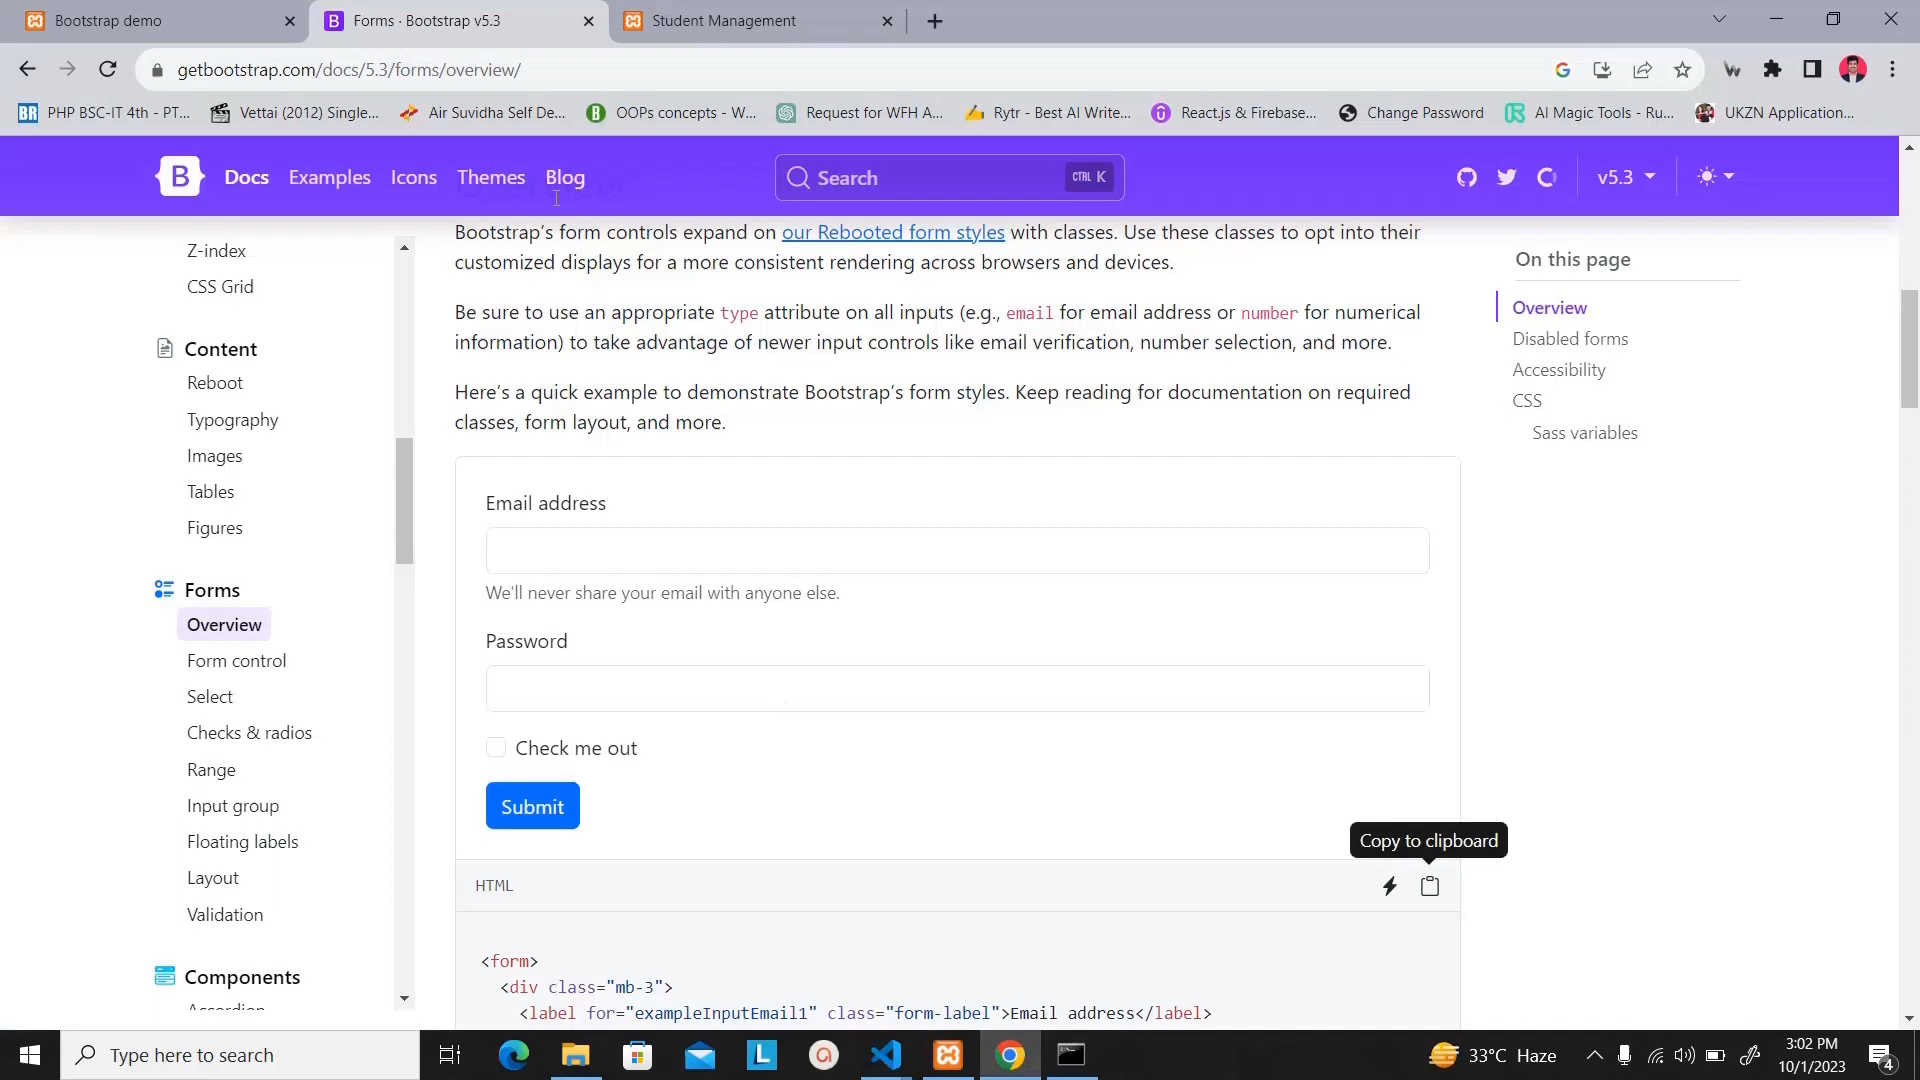 Bootstrap demo
Forms · Bootstrap v5.3
Student Management
getbootstrap.com/docs/5.3/forms/overview/
PHP BSC-IT 4th - PT...
Vettai (2012) Single...
Air Suvidha Self De...
OOPs concepts - W...
Request for WFH A...
Rytr - Best AI Write...
React.js & Firebase...
Change Password
AI Magic Tools - Ru...
UKZN Application...
B
Docs
Examples
Icons
Themes
Blog
Search
CTRL K
v5.3
Z-index
CSS Grid
Content
Reboot
Typography
Images
Tables
Figures
Forms
Overview
Form control
Select
Checks & radios
Range
Input group
Floating labels
Layout
Validation
Components
Accordion
Bootstrap's form controls expand on our Rebooted form styles with classes. Use these classes to opt into their
customized displays for a more consistent rendering across browsers and devices.
Be sure to use an appropriate type attribute on all inputs (e.g., email for email address or number for numerical
information) to take advantage of newer input controls like email verification, number selection, and more.
Here's a quick example to demonstrate Bootstrap's form styles. Keep reading for documentation on required
classes, form layout, and more.
Email address
We'll never share your email with anyone else.
Password
Check me out
Submit
Copy to clipboard
HTML
<form>
<div class="mb-3">
<label for="exampleInputEmail1" class="form-label">Email address</label>
On this page
Overview
Disabled forms
Accessibility
CSS
Sass variables
Type here to search
33°C Haze
3:02 PM
10/1/2023
4